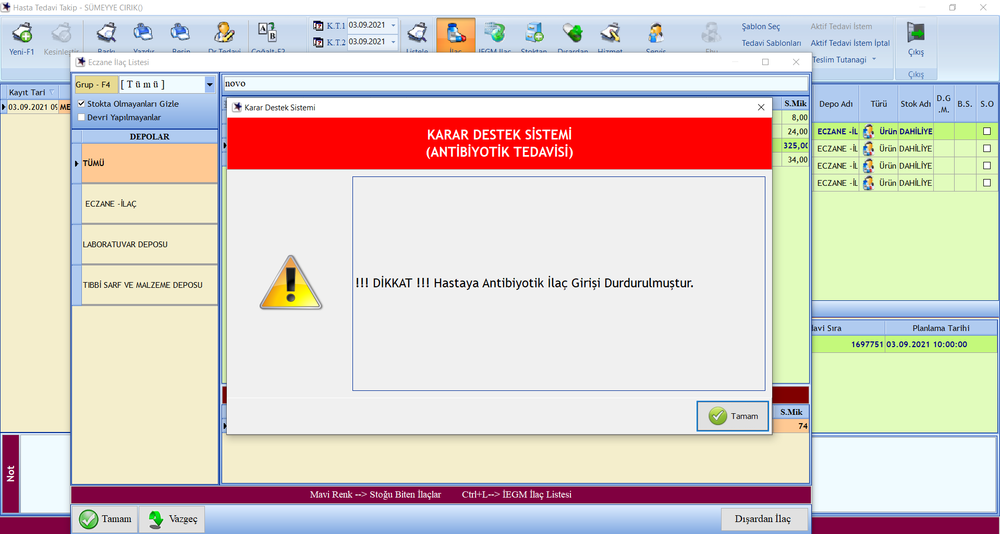 Hasta Tedavi Takip - SÜMEYYE CIRIK()
Yeni-F1
Kesinleştir
Baskı
Yazdır
Besin
Dr Tedavi
Çoğalt-F2
K.T.1 03.09.2021
K.T.2 03.09.2021
Listele
İlaç
IEGM İlaç
Stoktan
Dışardan
Hizmet
Servis
Ehu
Şablon Seç
Tedavi Sablonları
Aktif Tedavi İstem
Aktif Tedavi İstem İptal
Teslim Tutanagi
Çıkış
Çıkış
Eczane İlaç Listesi
Kayıt Tari
03.09.2021 09 ME
Grup - F4 [ T ü m ü ]
Stokta Olmayanları Gizle
Devri Yapılmayanlar
DEPOLAR
TÜMÜ
ECZANE -İLAÇ
LABORATUVAR DEPOSU
TIBBİ SARF VE MALZEME DEPOSU
novo
S.Mik
8,00
24,00
325,00
34,00
Karar Destek Sistemi
KARAR DESTEK SİSTEMİ
(ANTİBİYOTİK TEDAVİSİ)
!!! DİKKAT !!! Hastaya Antibiyotik İlaç Girişi Durdurulmuştur.
Tamam
S.Mik
74
Depo Adı Türü Stok Adı D.G .M. B.S. S.O
ECZANE -İL Ürün DAHİLİYE
ECZANE -İL Ürün DAHİLİYE
ECZANE -İL Ürün DAHİLİYE
ECZANE -İL Ürün DAHİLİYE
lavi Sıra Planlama Tarihi
1697751 03.09.2021 10:00:00
Not
Mavi Renk --> Stoğu Biten İlaçlar Ctrl+L--> İEGM İlaç Listesi
Tamam
Vazgeç
Dışardan İlaç